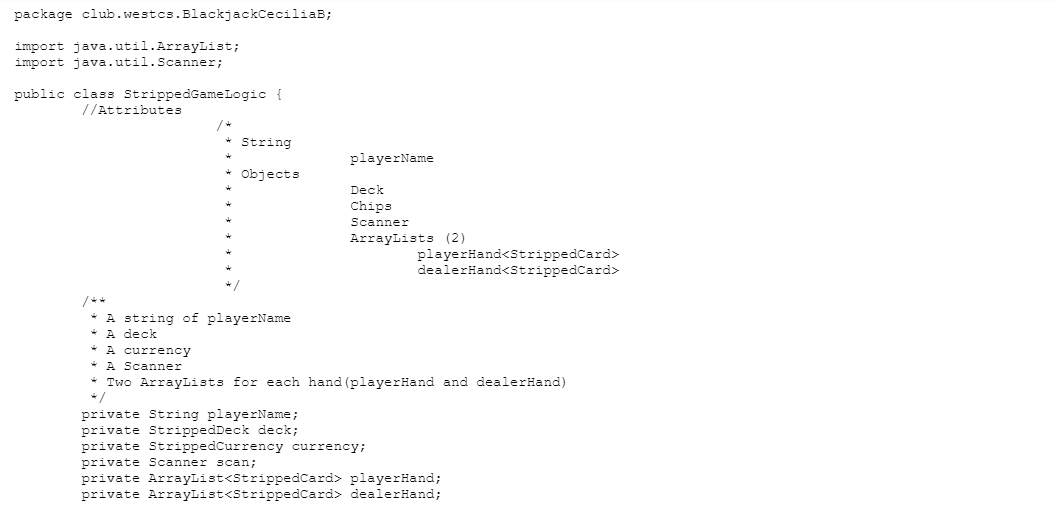 package club.westcs.BlackjackCeciliaB;
import java.util.ArrayList;
import java.util.Scanner;
public class StrippedGameLogic {
//Attributes
/*
* String
* playerName
* Objects
* Deck
* Chips
* Scanner
* ArrayLists (2)
* playerHand<StrippedCard>
* dealerHand<StrippedCard>
*/
/**
* A string of playerName
* A deck
* A currency
* A Scanner
* Two ArrayLists for each hand(playerHand and dealerHand)
*/
private String playerName;
private StrippedDeck deck;
private StrippedCurrency currency;
private Scanner scan;
private ArrayList<StrippedCard> playerHand;
private ArrayList<StrippedCard> dealerHand;